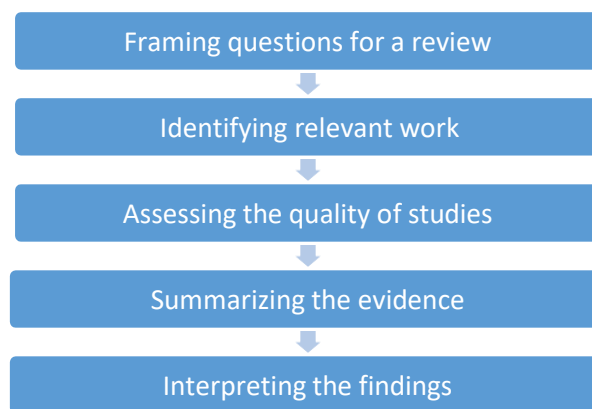 Framing questions for a review
Identifying relevant work
Assessing the quality of studies
Summarizing the evidence
Interpreting the findings